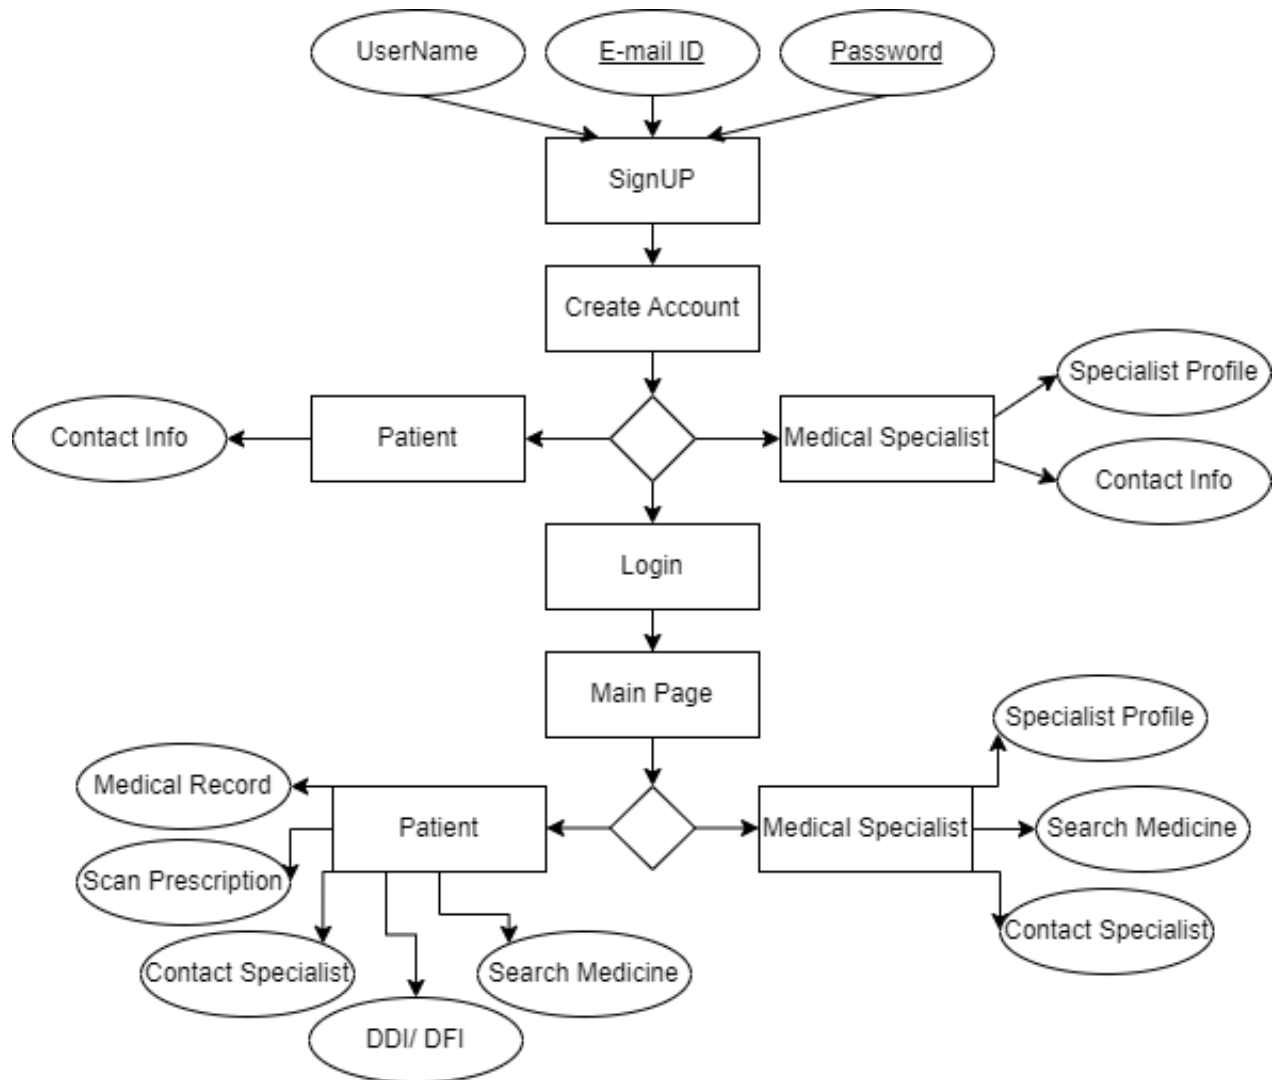 UserName
E-mail ID
Password
SignUP
Create Account
Specialist Profile
Contact Info
Patient
Medical Specialist
Contact Info
Login
Main Page
Specialist Profile
Medical Record
Patient
Medical Specialist
Search Medicine
Scan Prescription
Contact Specialist
Contact Specialist
Search Medicine
DDI/ DFI